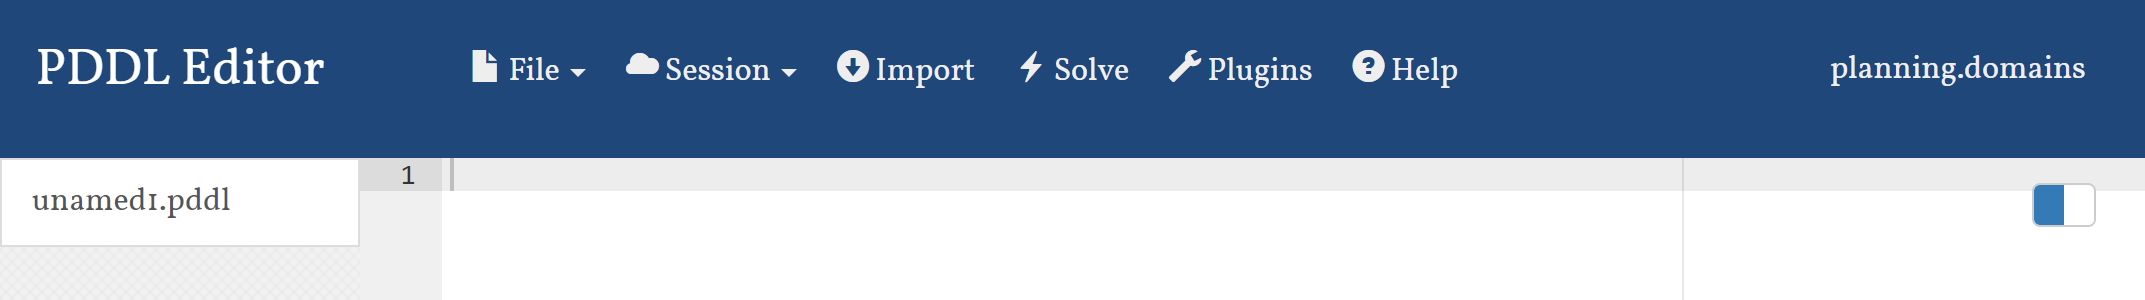 PDDL Editor File Session Import Solve Plugins ? Help planning.domains
unamed1.pddl 1